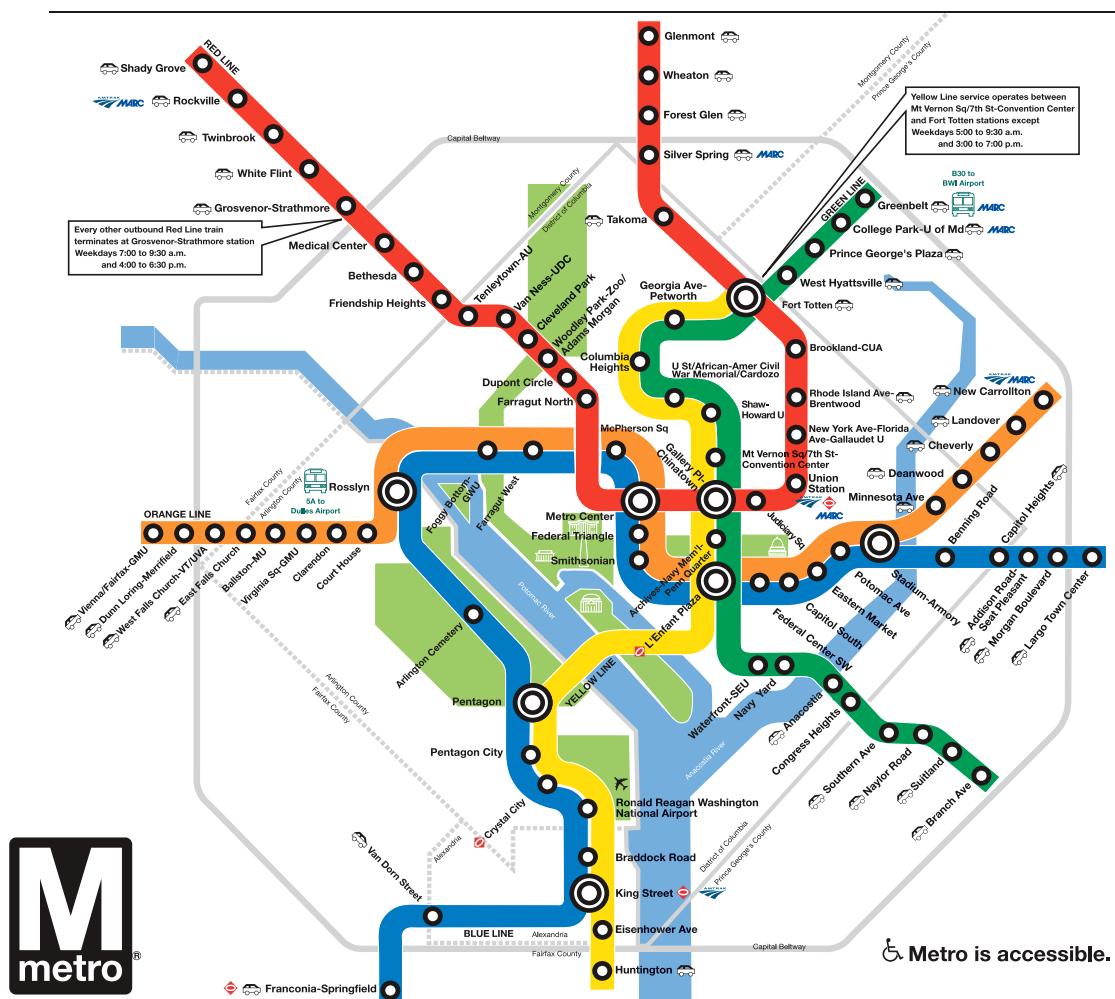 RED LINE
Shady Grove
AMTRAK MARC
Rockville
Twinbrook
White Flint
Grosvenor-Strathmore
Every other outbound Red Line train
terminates at Grosvenor-Strathmore station
Weekdays 7:00 to 9:30 a.m.
and 4:00 to 6:30 p.m.
Medical Center
Bethesda
Friendship Heights
Tenleytown-AU
Van Ness-UDC
Cleveland Park
Woodley Park-Zoo/
Adams Morgan
Dupont Circle
Farragut North
Glenmont
Wheaton
Forest Glen
Silver Spring
MARC
Takoma
Capital Beltway
Montgomery County
Prince George's County
Montgomery County
District of Columbia
Yellow Line service operates between
Mt Vernon Sq/7th St-Convention Center
and Fort Totten stations except
Weekdays 5:00 to 9:30 a.m.
and 3:00 to 7:00 p.m.
B30 to
BWI Airport
GREEN LINE
Greenbelt
MARC
College Park-U of Md
MARC
Prince George's Plaza
West Hyattsville
Fort Totten
Georgia Ave-
Petworth
Columbia
Heights
U St/African-Amer Civil
War Memorial/Cardozo
Shaw-
Howard U
Mt Vernon Sq/7th St-
Convention Center
Gallery Pl-
Chinatown
Brookland-CUA
Rhode Island Ave-
Brentwood
New York Ave-Florida
Ave-Gallaudet U
Union
Station
AMTRAK
MARC
Judiciary Sq
AMTRAK MARC
New Carrollton
Landover
Cheverly
Deanwood
Minnesota Ave
Benning Road
Capitol Heights
McPherson Sq
Metro Center
Federal Triangle
Smithsonian
Archives-Navy Mem'l-
Penn Quarter
L'Enfant Plaza
Foggy Bottom-
GWU
Farragut West
Fairfax County
Arlington County
5A to
Dulles Airport
Rosslyn
ORANGE LINE
Vienna/Fairfax-GMU
Dunn Loring-Merrifield
West Falls Church-VT/UVA
East Falls Church
Ballston-MU
Virginia Sq-GMU
Clarendon
Court House
Stadium-Armory
Potomac Ave
Eastern Market
Capitol South
Federal Center SW
Addison Road-
Seat Pleasant
Morgan Boulevard
Largo Town Center
Potomac River
Arlington Cemetery
Pentagon
YELLOW LINE
Waterfront-SEU
Navy Yard
Anacostia
Congress Heights
Southern Ave
Naylor Road
Suitland
Branch Ave
Anacostia River
Arlington County
Fairfax County
Pentagon City
Crystal City
Ronald Reagan Washington
National Airport
Braddock Road
King Street
AMTRAK
Eisenhower Ave
Huntington
Alexandria
Van Dorn Street
BLUE LINE
Alexandria
Fairfax County
Franconia-Springfield
District of Columbia
Prince George's County
Capital Beltway
M
metro®
Metro is accessible.